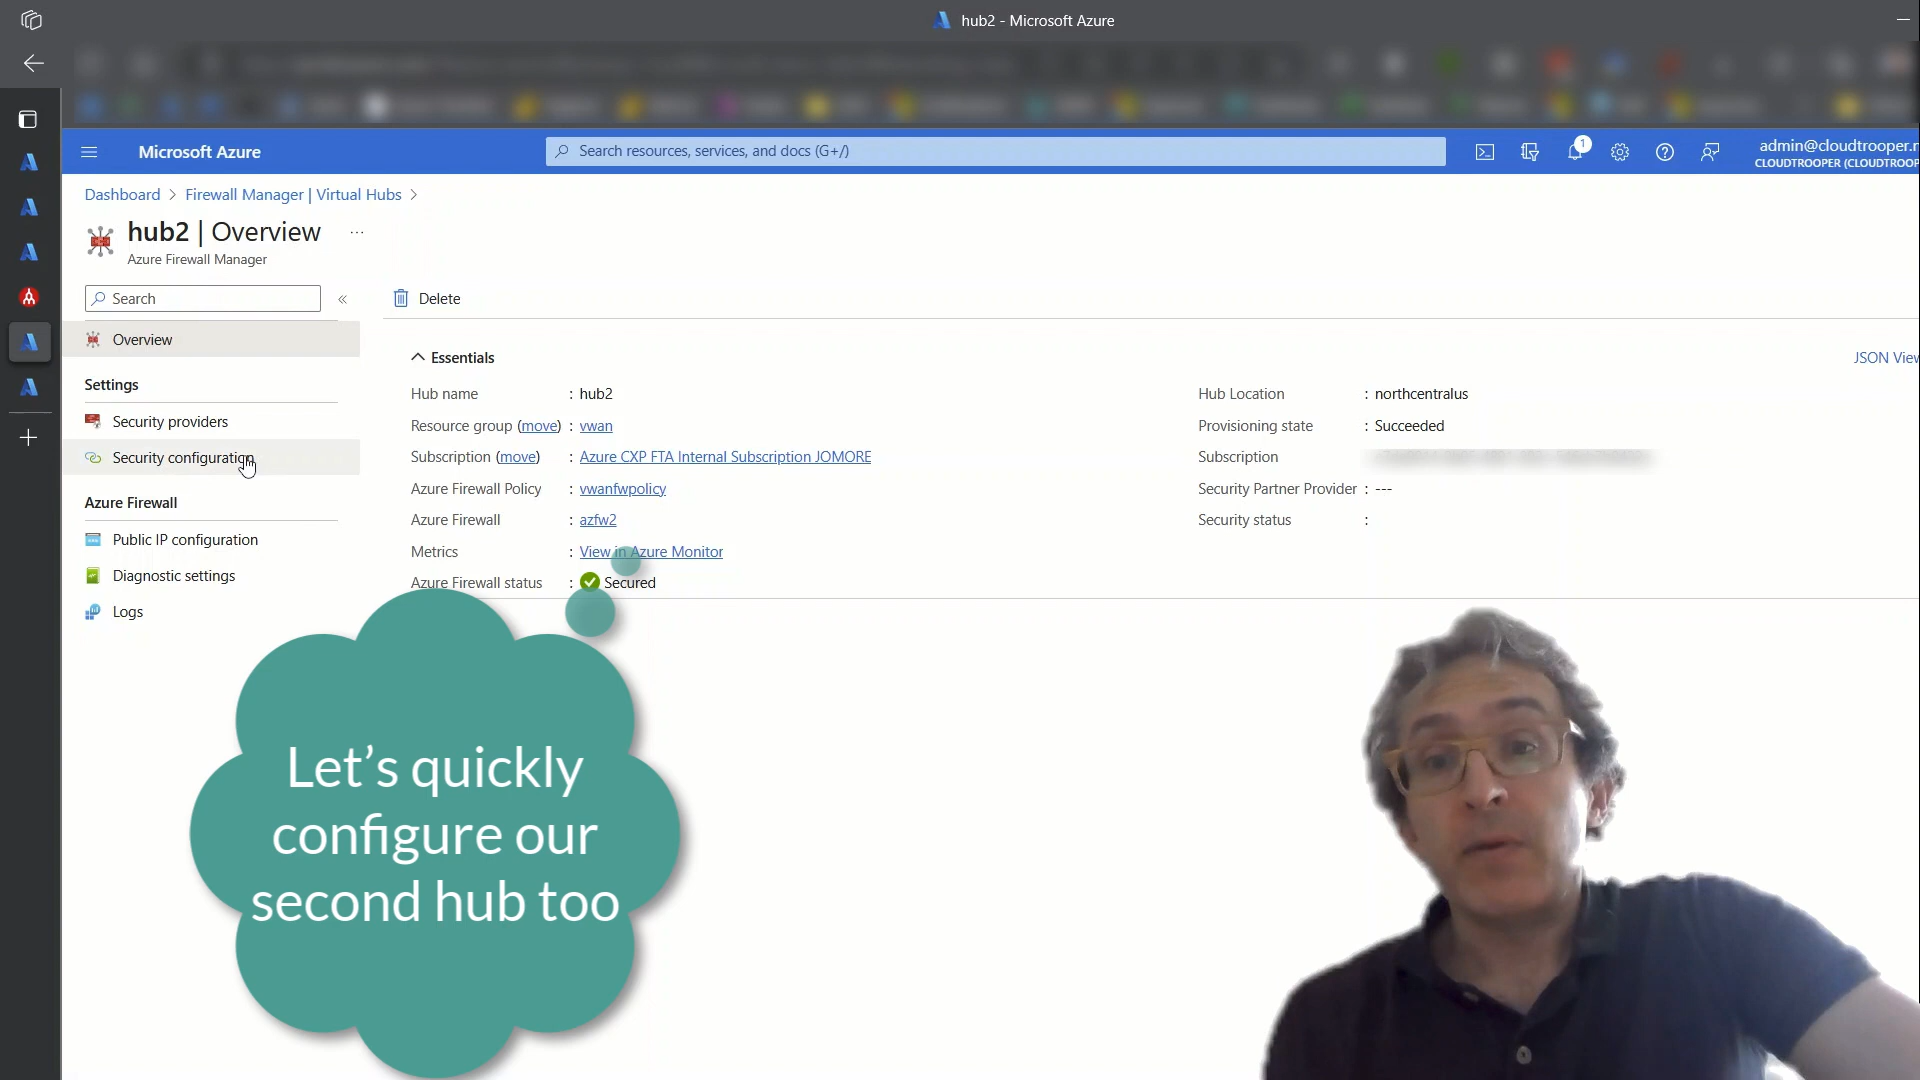 hub2 - Microsoft Azure
Microsoft Azure
Search resources, services, and docs (G+/)
1
admin@cloudtrooper.r
CLOUDTROOPER (CLOUDTROOP
Dashboard > Firewall Manager | Virtual Hubs >
hub2 | Overview ...
Azure Firewall Manager
Search «
Delete
Overview
Settings
Security providers
Security configuration
Azure Firewall
Public IP configuration
Diagnostic settings
Logs
Essentials
JSON View
Hub name : hub2
Resource group (move) : vwan
Subscription (move) : Azure CXP FTA Internal Subscription JOMORE
Azure Firewall Policy : vwanfwpolicy
Azure Firewall : azfw2
Metrics : View in Azure Monitor
Azure Firewall status : Secured
Hub Location : northcentralus
Provisioning state : Succeeded
Subscription
Security Partner Provider : ---
Security status :
Let's quickly
configure our
second hub too